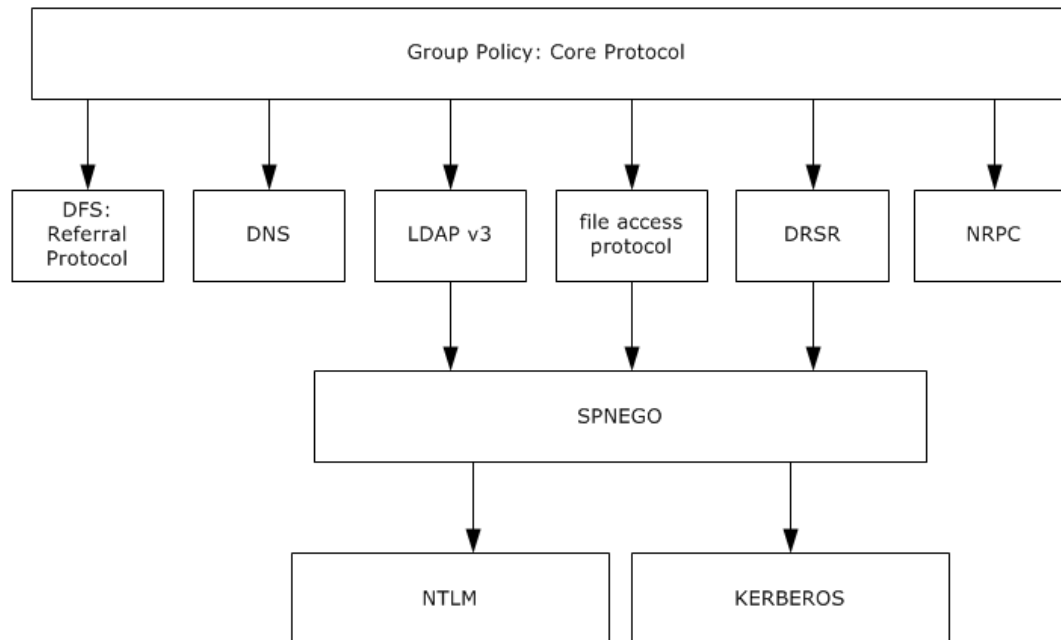 Group Policy: Core Protocol
DFS:
Referral
Protocol
DNS
LDAP v3
file access
protocol
DRSR
NRPC
SPNEGO
NTLM
KERBEROS